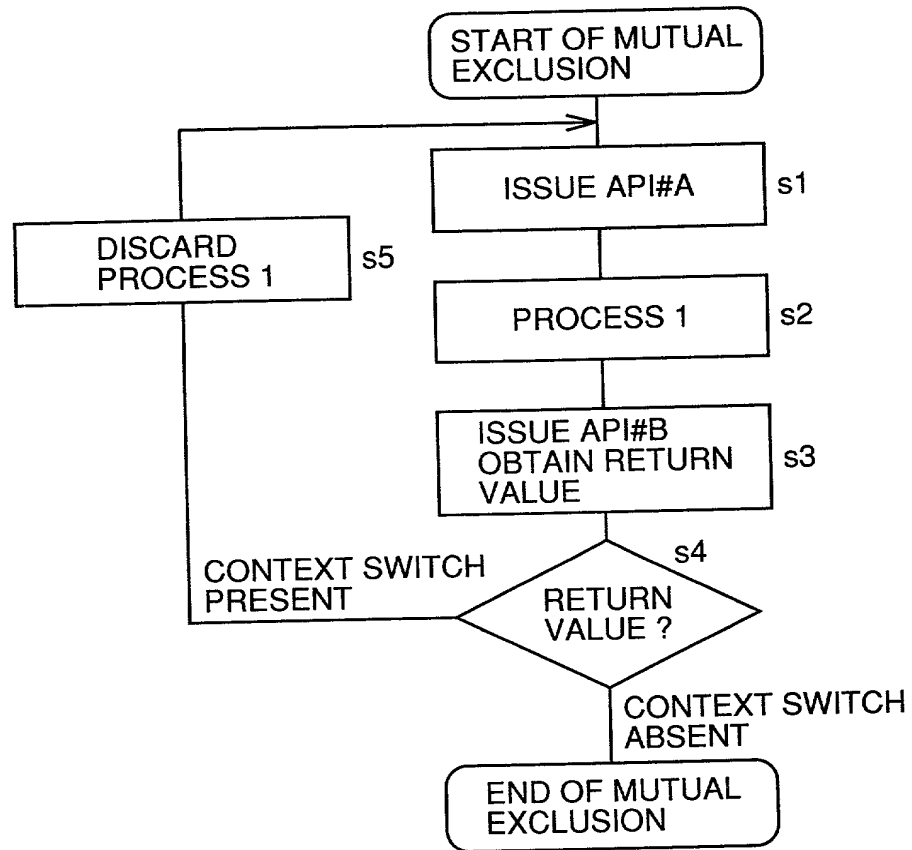 START OF MUTUAL
EXCLUSION
ISSUE API#A
s1
DISCARD
PROCESS 1
s5
PROCESS 1
s2
ISSUE API#B
OBTAIN RETURN
VALUE
s3
s4
CONTEXT SWITCH
PRESENT
RETURN
VALUE ?
CONTEXT SWITCH
ABSENT
END OF MUTUAL
EXCLUSION